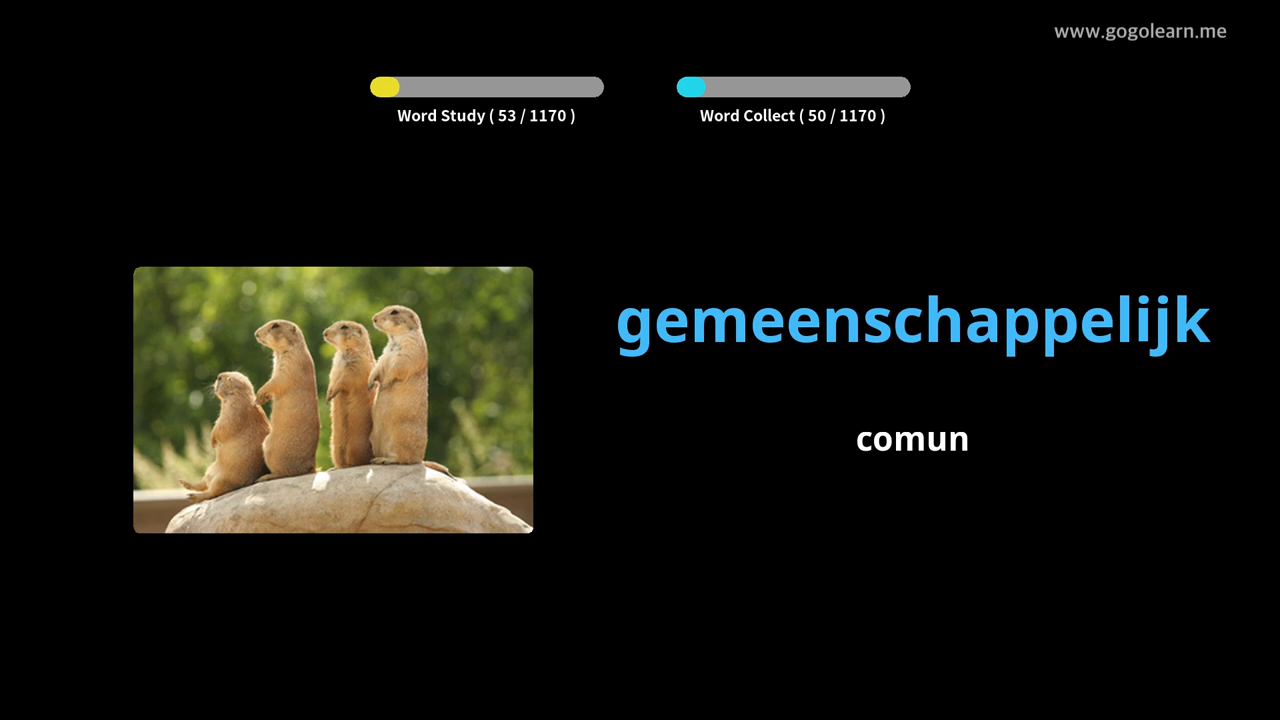 www.gogolearn.me
Word Study ( 53 / 1170 )
Word Collect ( 50 / 1170 )
gemeenschappelijk
comun